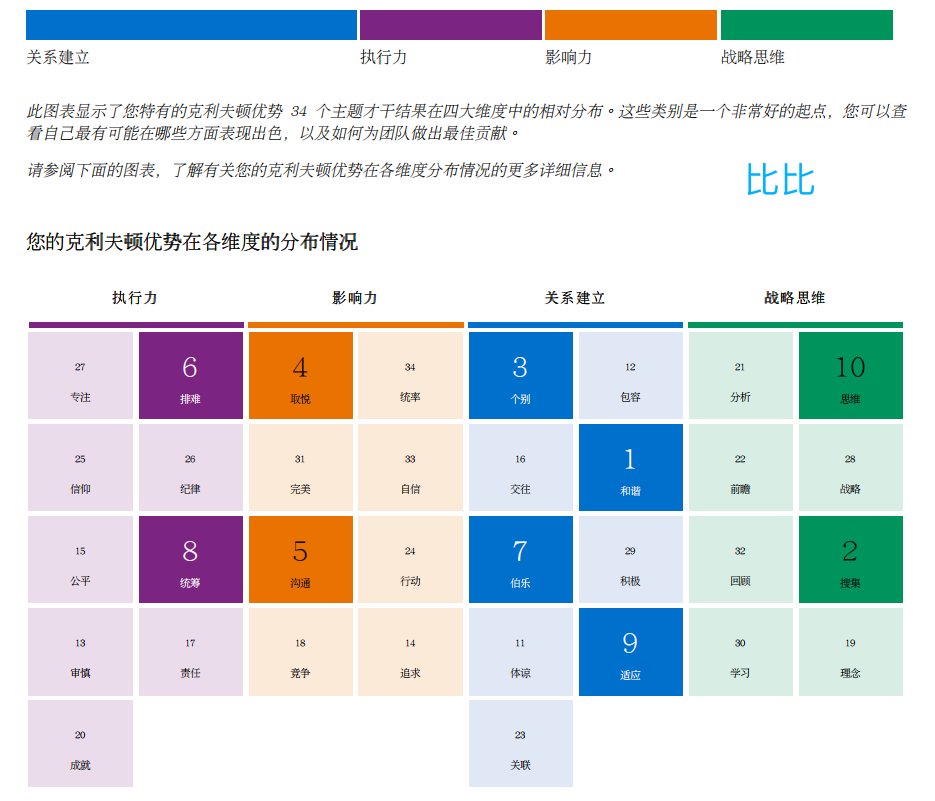 关系建立 执行力 影响力 战略思维
此图表显示了您特有的克利夫顿优势 34 个主题才干结果在四大维度中的相对分布。这些类别是一个非常好的起点，您可以查
看自己最有可能在哪些方面表现出色，以及如何为团队做出最佳贡献。
请参阅下面的图表，了解有关您的克利夫顿优势在各维度分布情况的更多详细信息。
比比
您的克利夫顿优势在各维度的分布情况
执行力 影响力 关系建立 战略思维
27 6 4 34 3 12 21 10
专注 排难 取悦 统率 个别 包容 分析 思维
25 26 31 33 16 1 22 28
信仰 纪律 完美 自信 交往 和谐 前瞻 战略
15 8 5 24 7 29 32 2
公平 统筹 沟通 行动 伯乐 积极 回顾 搜集
13 17 18 14 11 9 30 19
审慎 责任 竞争 追求 体谅 适应 学习 理念
20 23
成就 关联